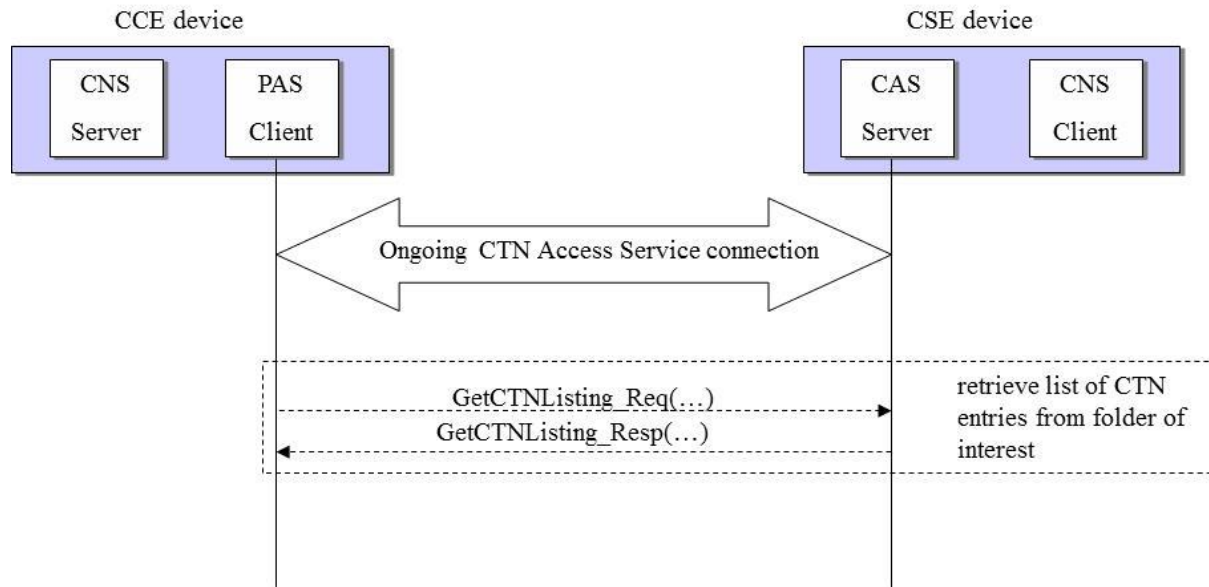 CCE device
CSE device
CNS
Server
PAS
Client
CAS
Server
CNS
Client
Ongoing CTN Access Service connection
GetCTNListing_Req(…)
GetCTNListing_Resp(…)
retrieve list of CTN
entries from folder of
interest